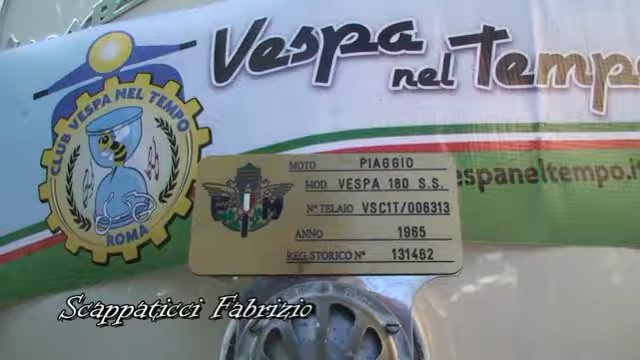 Vespa
nel Tempo
CLUB VESPA NEL TEMPO
ROMA
MOTO PIAGGIO
MOD. VESPA 180 S.S.
N° TELAIO VSC1T/006313
ANNO 1965
REG. STORICO N° 131462
espaneltempo.i
Scappaticci Fabrizio